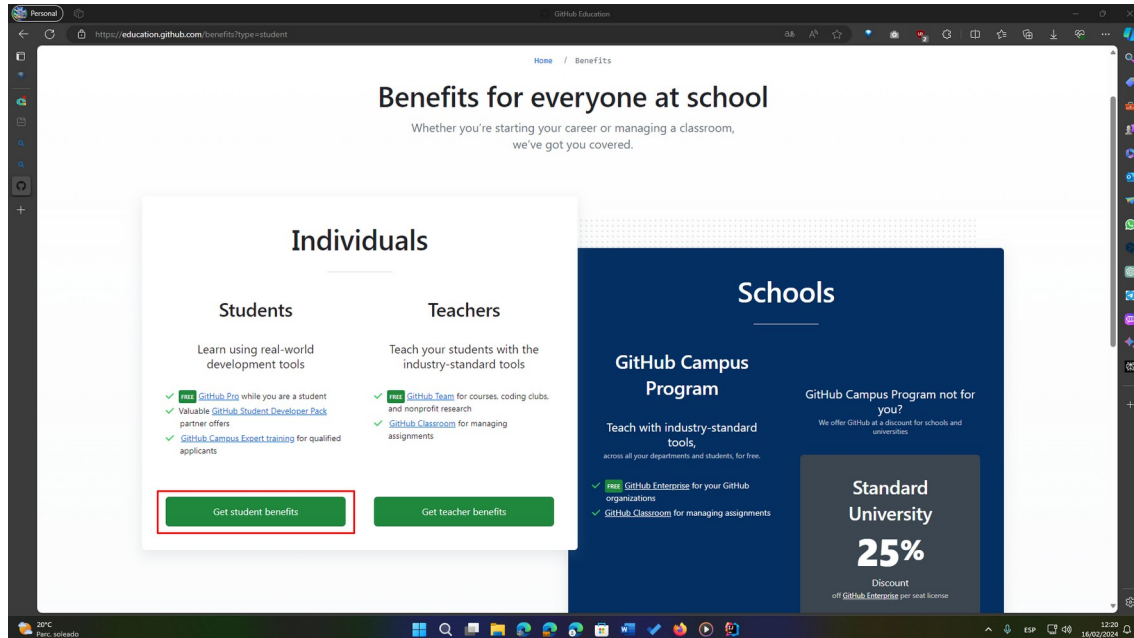 Personal
GitHub Education
https://education.github.com/benefits?type=student
Home / Benefits
Benefits for everyone at school
Whether you're starting your career or managing a classroom,
we've got you covered.
Individuals
Students
Learn using real-world
development tools
FREE GitHub Pro while you are a student
Valuable GitHub Student Developer Pack
partner offers
GitHub Campus Expert training for qualified
applicants
Get student benefits
Teachers
Teach your students with the
industry-standard tools
FREE GitHub Team for courses, coding clubs,
and nonprofit research
GitHub Classroom for managing
assignments
Get teacher benefits
Schools
GitHub Campus
Program
Teach with industry-standard
tools,
across all your departments and students, for free.
FREE GitHub Enterprise for your GitHub
organizations
GitHub Classroom for managing assignments
GitHub Campus Program not for
you?
We offer GitHub at a discount for schools and
universities
Standard
University
25%
Discount
off GitHub Enterprise per seat license
20°C
Parc. soleado
ESP
12:20
16/02/2024